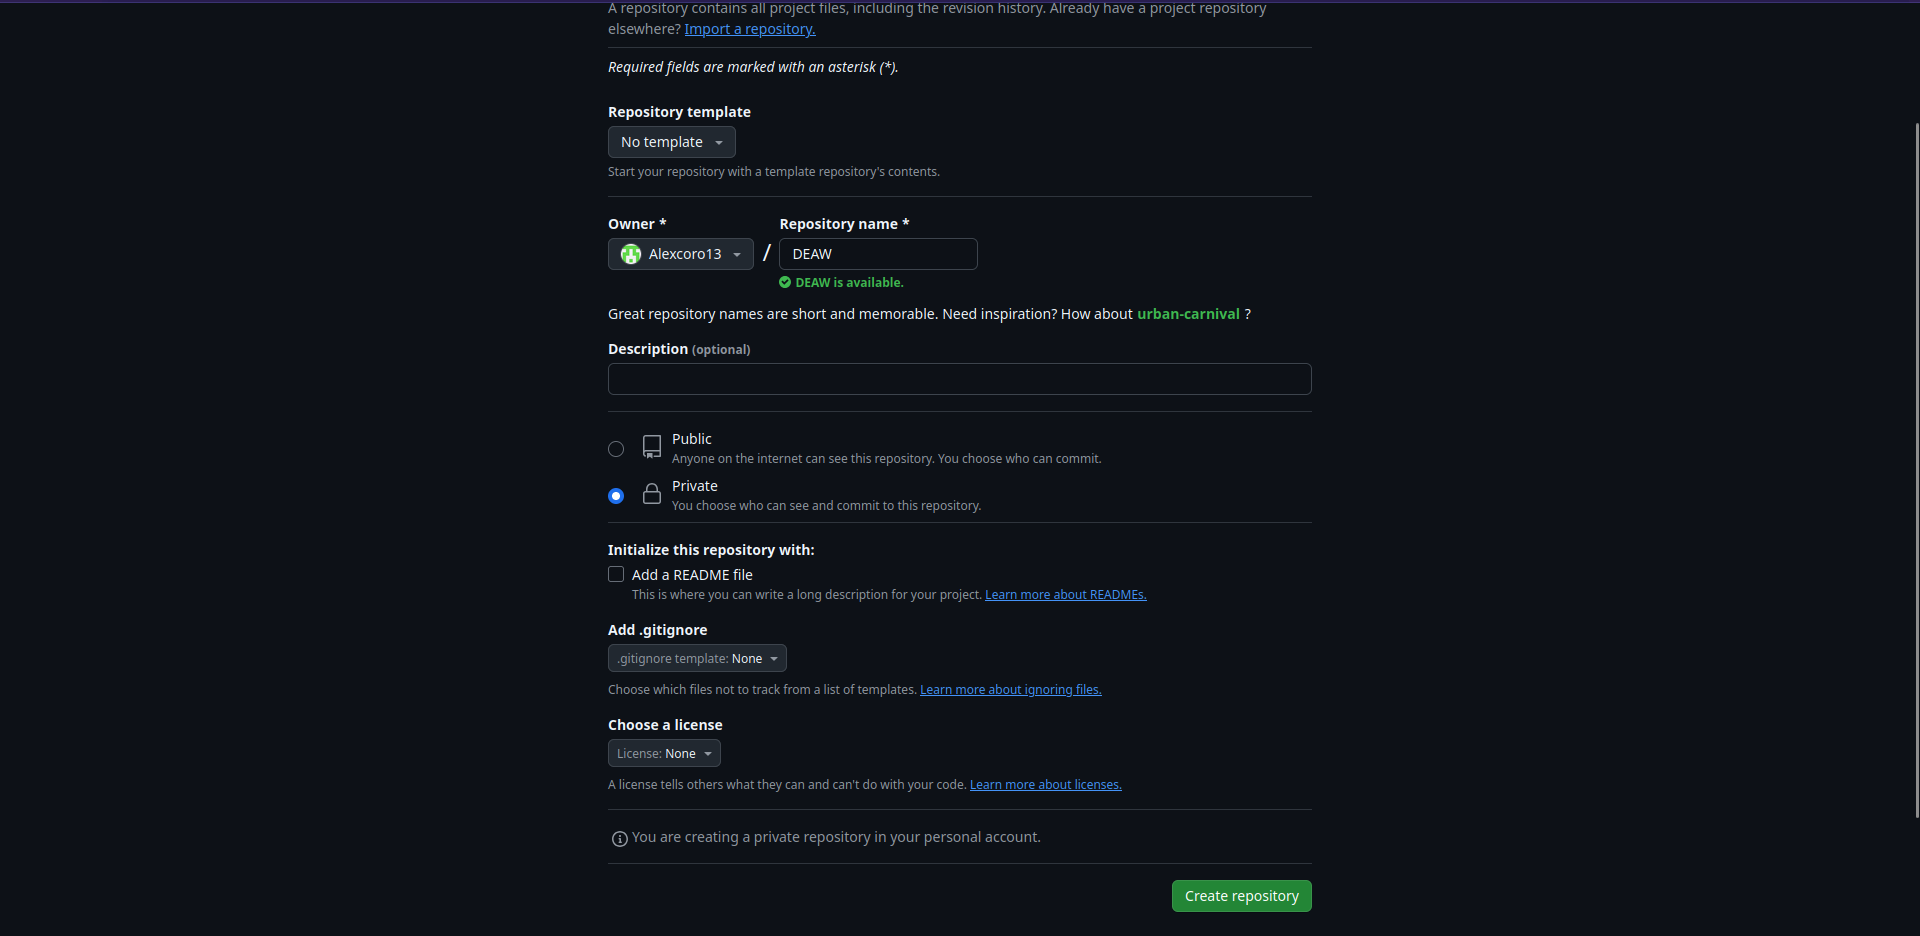 A repository contains all project files, including the revision history. Already have a project repository
elsewhere? Import a repository.
Required fields are marked with an asterisk (*).
Repository template
No template
Start your repository with a template repository's contents.
Owner *
Repository name *
Alexcoro13
/
DEAW
DEAW is available.
Great repository names are short and memorable. Need inspiration? How about urban-carnival ?
Description (optional)
Public
Anyone on the internet can see this repository. You choose who can commit.
Private
You choose who can see and commit to this repository.
Initialize this repository with:
Add a README file
This is where you can write a long description for your project. Learn more about READMEs.
Add .gitignore
.gitignore template: None
Choose which files not to track from a list of templates. Learn more about ignoring files.
Choose a license
License: None
A license tells others what they can and can't do with your code. Learn more about licenses.
You are creating a private repository in your personal account.
Create repository